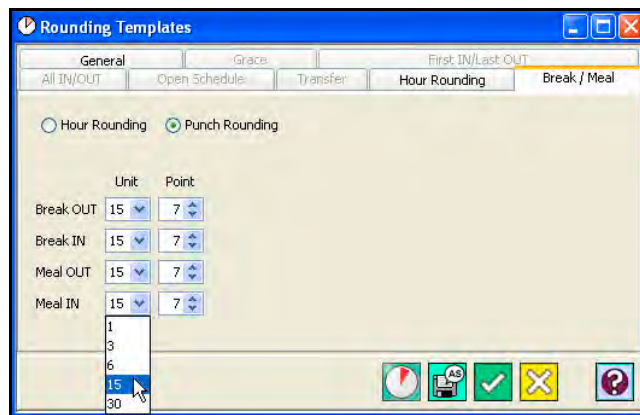 Rounding Templates
General Grace First IN/Last OUT
All IN/OUT Open Schedule Transfer Hour Rounding Break / Meal
Hour Rounding Punch Rounding
Unit Point
Break OUT 15 7
Break IN 15 7
Meal OUT 15 7
Meal IN 15 7
1
3
6
15
30
AS
?